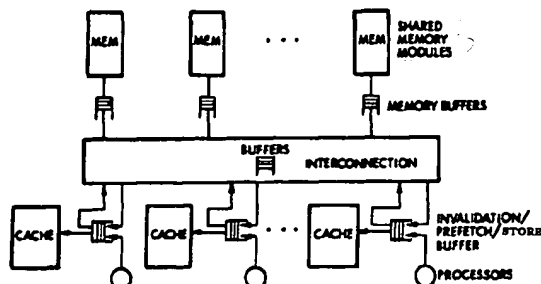 MEM
MEM
MEM
SHARED
MEMORY
MODULES
MEMORY BUFFERS
BUFFERS
INTERCONNECTION
CACHE
CACHE
CACHE
INVALIDATION/
PREFETCH/STORE
BUFFER
PROCESSORS